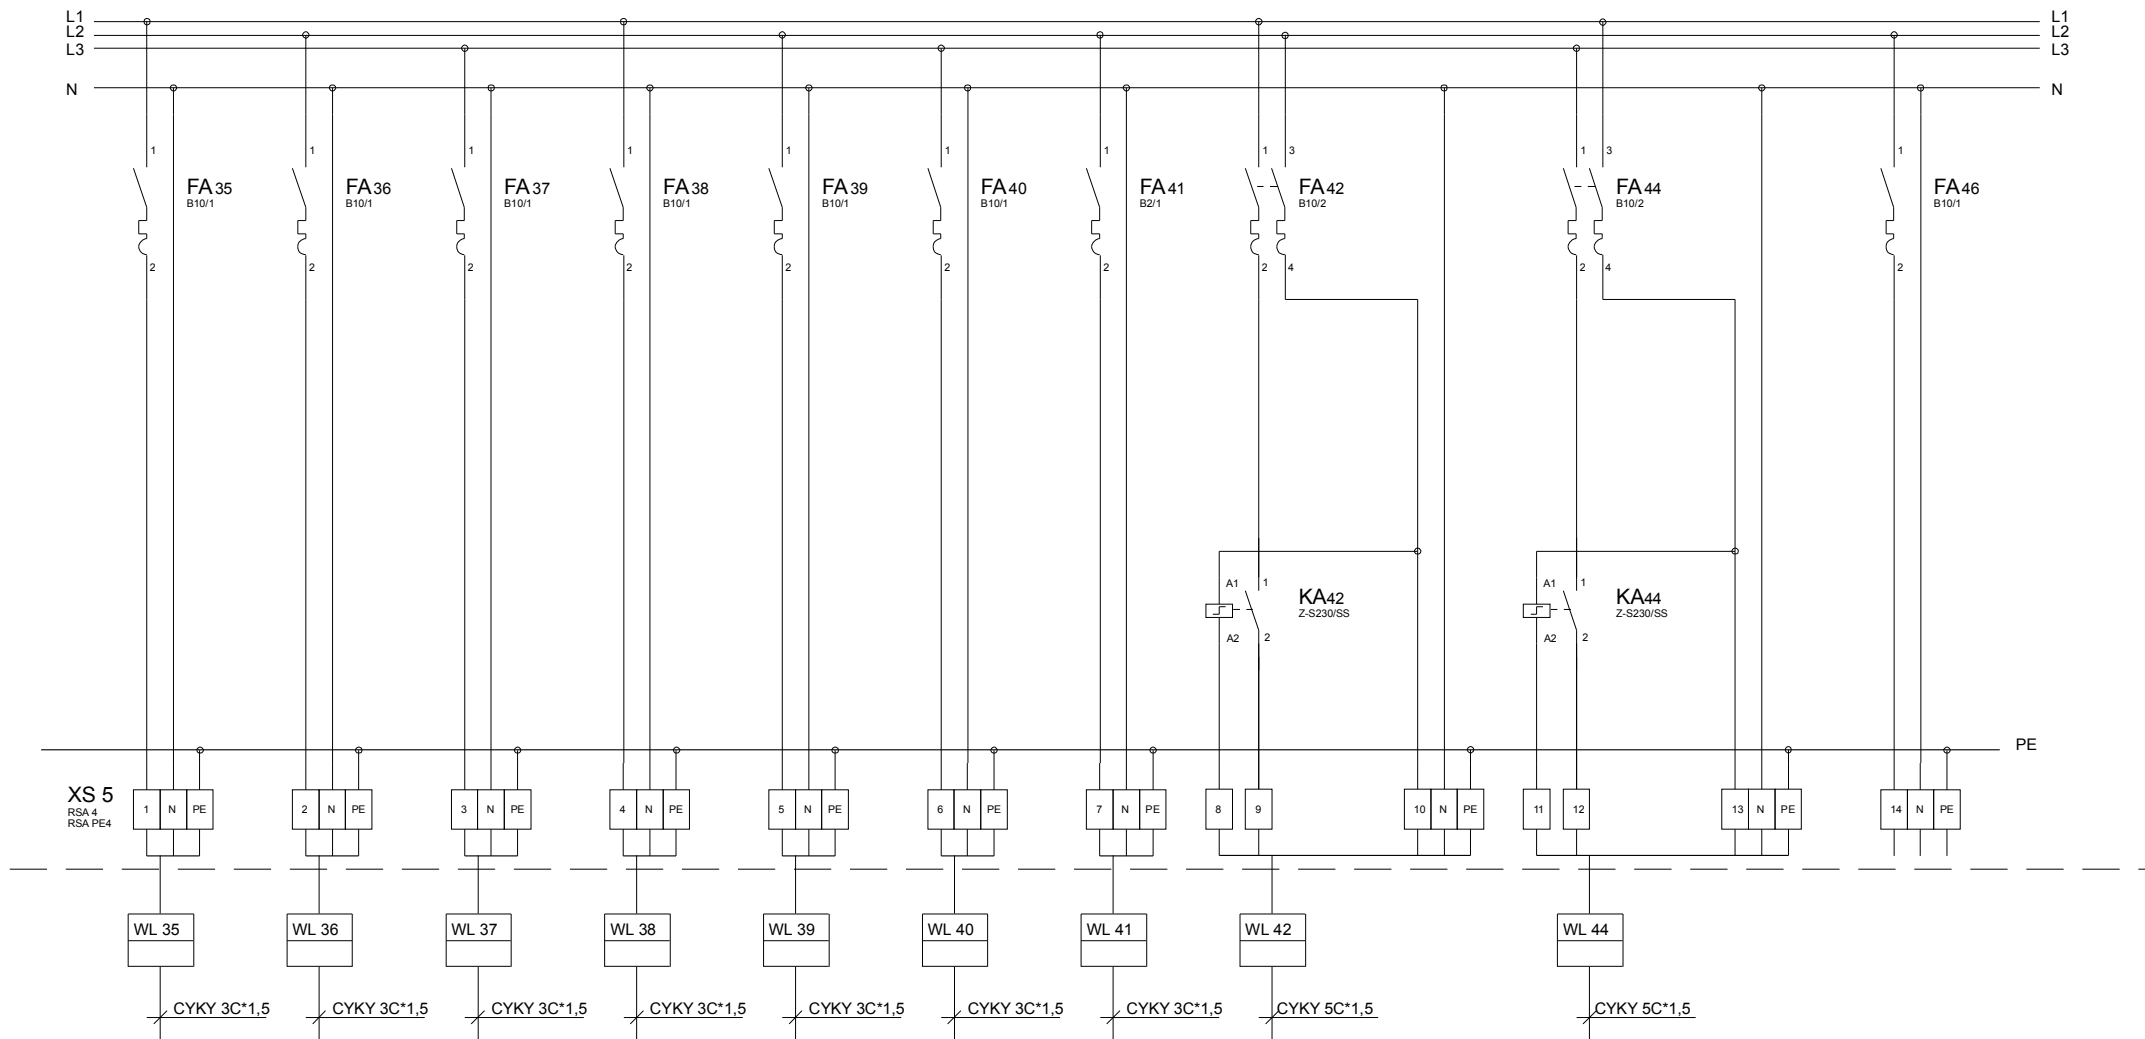 L1 L1
L2 L2
L3 L3
N N
1 1 1 1 1 1 1 1 3 1 3 1
FA35 FA36 FA37 FA38 FA39 FA40 FA41 FA42 FA44 FA46
B10/1 B10/1 B10/1 B10/1 B10/1 B10/1 B2/1 B10/2 B10/2 B10/1
2 2 2 2 2 2 2 2 4 2 4 2
A1 1 A1 1
KA42 KA44
Z-S230/SS Z-S230/SS
A2 2 A2 2
PE
XS 5
RSA 4
RSA PE4
1 N PE 2 N PE 3 N PE 4 N PE 5 N PE 6 N PE 7 N PE 8 9 10 N PE 11 12 13 N PE 14 N PE
WL 35 WL 36 WL 37 WL 38 WL 39 WL 40 WL 41 WL 42 WL 44
CYKY 3C*1,5 CYKY 3C*1,5 CYKY 3C*1,5 CYKY 3C*1,5 CYKY 3C*1,5 CYKY 3C*1,5 CYKY 3C*1,5 CYKY 5C*1,5 CYKY 5C*1,5